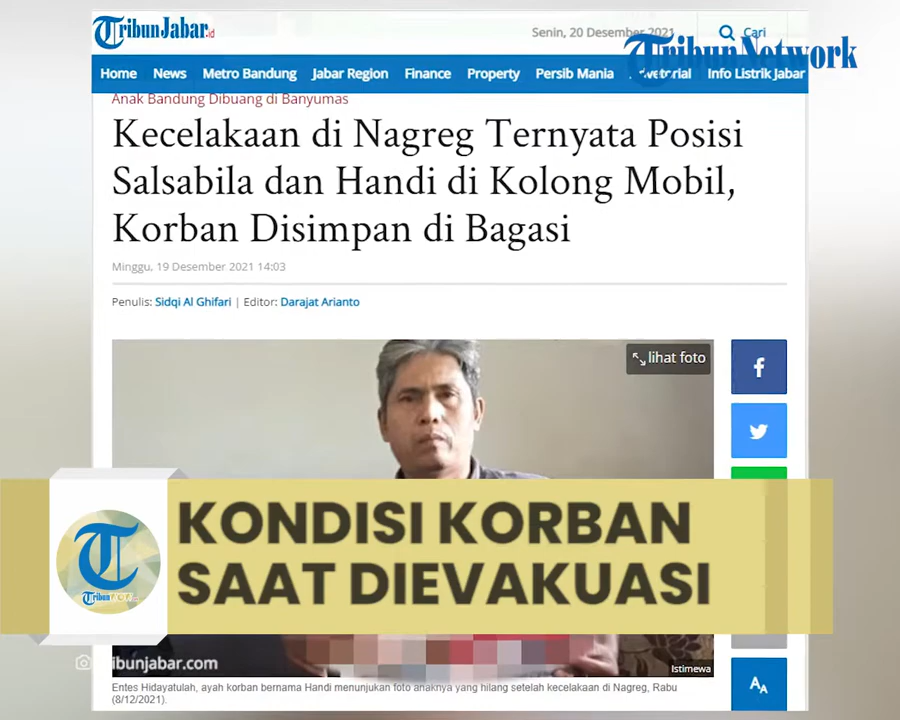 TribunJabar.id
Senin, 20 Desember 2021
Cari
TribunNetwork
Home News Metro Bandung Jabar Region Finance Property Persib Mania Advetorial Info Listrik Jabar
Anak Bandung Dibuang di Banyumas
Kecelakaan di Nagreg Ternyata Posisi
Salsabila dan Handi di Kolong Mobil,
Korban Disimpan di Bagasi
Minggu, 19 Desember 2021 14:03
Penulis: Sidqi Al Ghifari | Editor: Darajat Arianto
lihat foto
KONDISI KORBAN
SAAT DIEVAKUASI
tribunjabar.com
Istimewa
Entes Hidayatulah, ayah korban bernama Handi menunjukan foto anaknya yang hilang setelah kecelakaan di Nagreg, Rabu
(8/12/2021).
AA